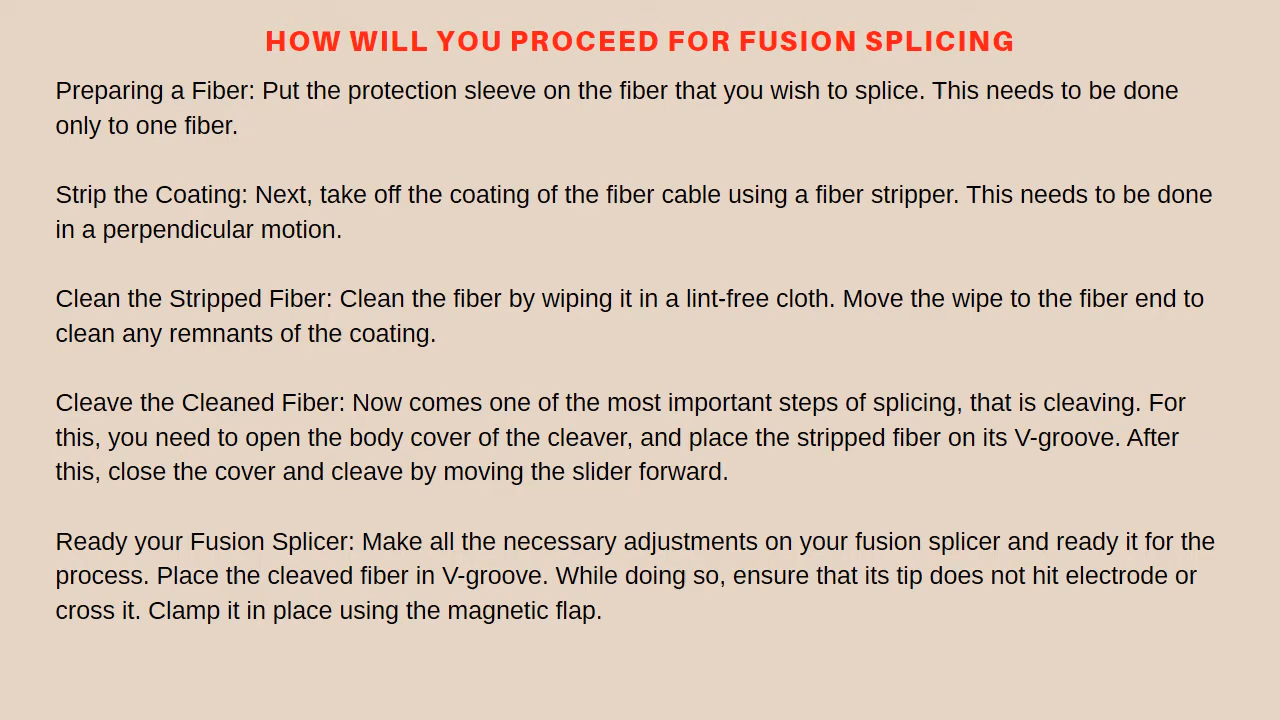 HOW WILL YOU PROCEED FOR FUSION SPLICING
Preparing a Fiber: Put the protection sleeve on the fiber that you wish to splice. This needs to be done
only to one fiber.
Strip the Coating: Next, take off the coating of the fiber cable using a fiber stripper. This needs to be done
in a perpendicular motion.
Clean the Stripped Fiber: Clean the fiber by wiping it in a lint-free cloth. Move the wipe to the fiber end to
clean any remnants of the coating.
Cleave the Cleaned Fiber: Now comes one of the most important steps of splicing, that is cleaving. For
this, you need to open the body cover of the cleaver, and place the stripped fiber on its V-groove. After
this, close the cover and cleave by moving the slider forward.
Ready your Fusion Splicer: Make all the necessary adjustments on your fusion splicer and ready it for the
process. Place the cleaved fiber in V-groove. While doing so, ensure that its tip does not hit electrode or
cross it. Clamp it in place using the magnetic flap.